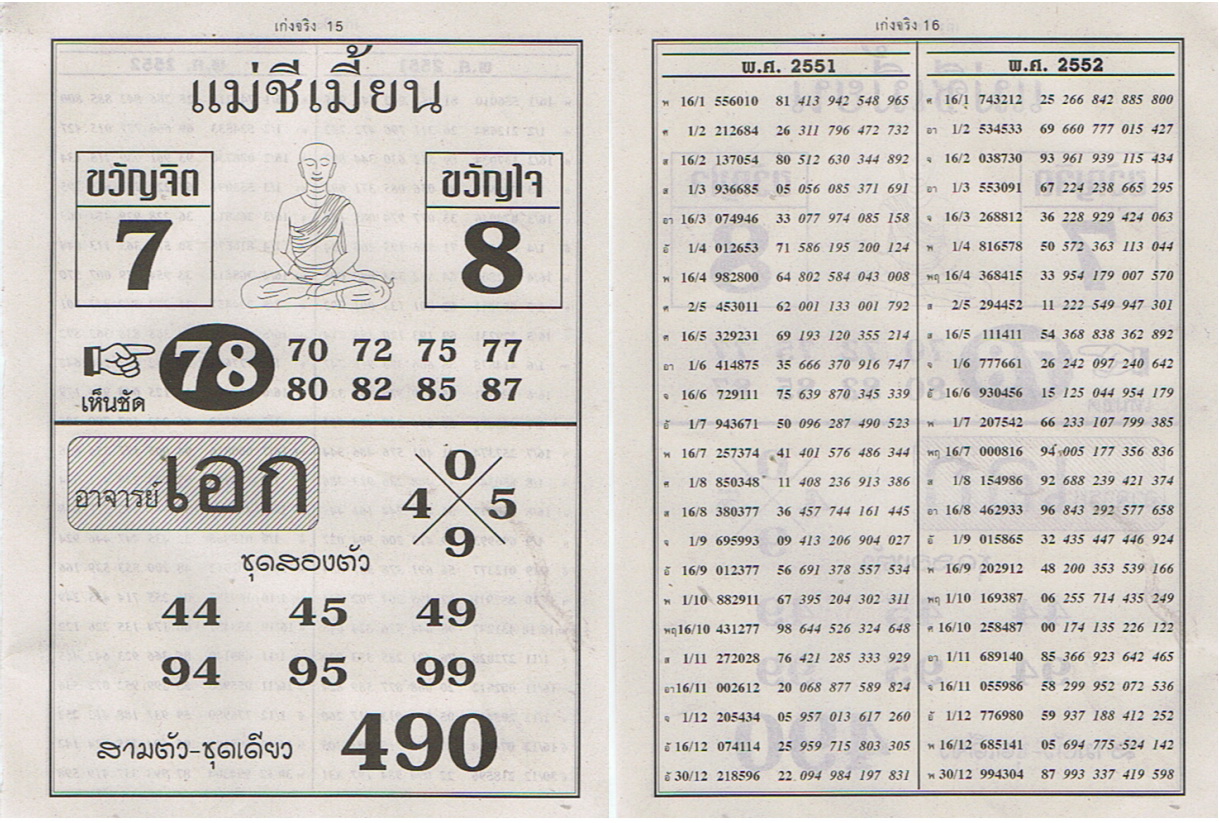 เก่งจริง 15
แม่ชีเมี้ยน
ขวัญจิต
7
ขวัญใจ
8
78
70 72 75 77
80 82 85 87
เห็นชัด
อาจารย์เอก
0
4 5
9
ชุดสองตัว
44 45 49
94 95 99
สามตัว-ชุดเดียว 490
เก่งจริง 16
พ.ศ. 2551
พ 16/1 556010 81 413 942 548 965
ศ 1/2 212684 26 311 796 472 732
ส 16/2 137054 80 512 630 344 892
ส 1/3 936685 05 056 085 371 691
อา 16/3 074946 33 077 974 085 158
อ้ 1/4 012653 71 586 195 200 124
พ 16/4 982800 64 802 584 043 008
ศ 2/5 453011 62 001 133 001 792
ศ 16/5 329231 69 193 120 355 214
อา 1/6 414875 35 666 370 916 747
จ 16/6 729111 75 639 870 345 339
อ้ 1/7 943671 50 096 287 490 523
พ 16/7 257374 41 401 576 486 344
ศ 1/8 850348 11 408 236 913 386
ส 16/8 380377 36 457 744 161 445
จ 1/9 695993 09 413 206 904 027
อ้ 16/9 012377 56 691 378 557 534
พ 1/10 882911 67 395 204 302 311
พฤ 16/10 431277 98 644 526 324 648
ส 1/11 272028 76 421 285 333 929
อา 16/11 002612 20 068 877 589 824
จ 1/12 205434 05 957 013 617 260
อ้ 16/12 074114 25 959 715 803 305
อ้ 30/12 218596 22 094 984 197 831
พ.ศ. 2552
ศ 16/1 743212 25 266 842 885 800
อา 1/2 534533 69 660 777 015 427
จ 16/2 038730 93 961 939 115 434
อา 1/3 553091 67 224 238 665 295
จ 16/3 268812 36 228 929 424 063
พ 1/4 816578 50 572 363 113 044
พฤ 16/4 368415 33 954 179 007 570
ส 2/5 294452 11 222 549 947 301
ส 16/5 111411 54 368 838 362 892
จ 1/6 777661 26 242 097 240 642
อ้ 16/6 930456 15 125 044 954 179
พ 1/7 207542 66 233 107 799 385
พฤ 16/7 000816 94 005 177 356 836
ส 1/8 154986 92 688 239 421 374
อา 16/8 462933 96 843 292 577 658
อ้ 1/9 015865 32 435 447 446 924
พ 16/9 202912 48 200 353 539 166
พฤ 1/10 169387 06 255 714 435 249
ศ 16/10 258487 00 174 135 226 122
อา 1/11 689140 85 366 923 642 465
จ 16/11 055986 58 299 952 072 536
อ้ 1/12 776980 59 937 188 412 252
พ 16/12 685141 05 694 775 524 142
พ 30/12 994304 87 993 337 419 598